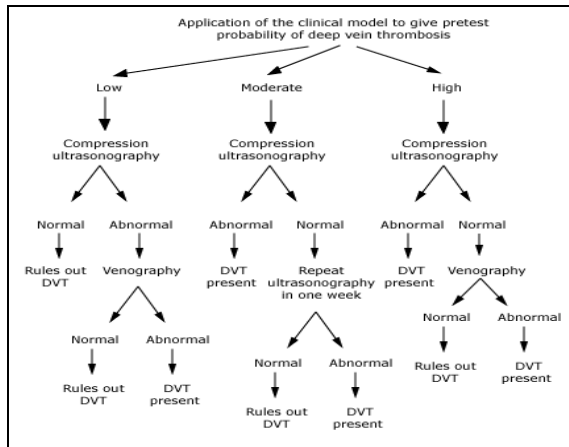 Application of the clinical model to give pretest
probability of deep vein thrombosis
Low
Moderate
High
Compression
ultrasonography
Compression
ultrasonography
Compression
ultrasonography
Normal
Abnormal
Abnormal
Normal
Abnormal
Normal
Rules out
DVT
Venography
DVT
present
Repeat
ultrasonography
in one week
DVT
present
Venography
Normal
Abnormal
Normal
Abnormal
Normal
Abnormal
Rules out
DVT
DVT
present
Rules out
DVT
DVT
present
Rules out
DVT
DVT
present